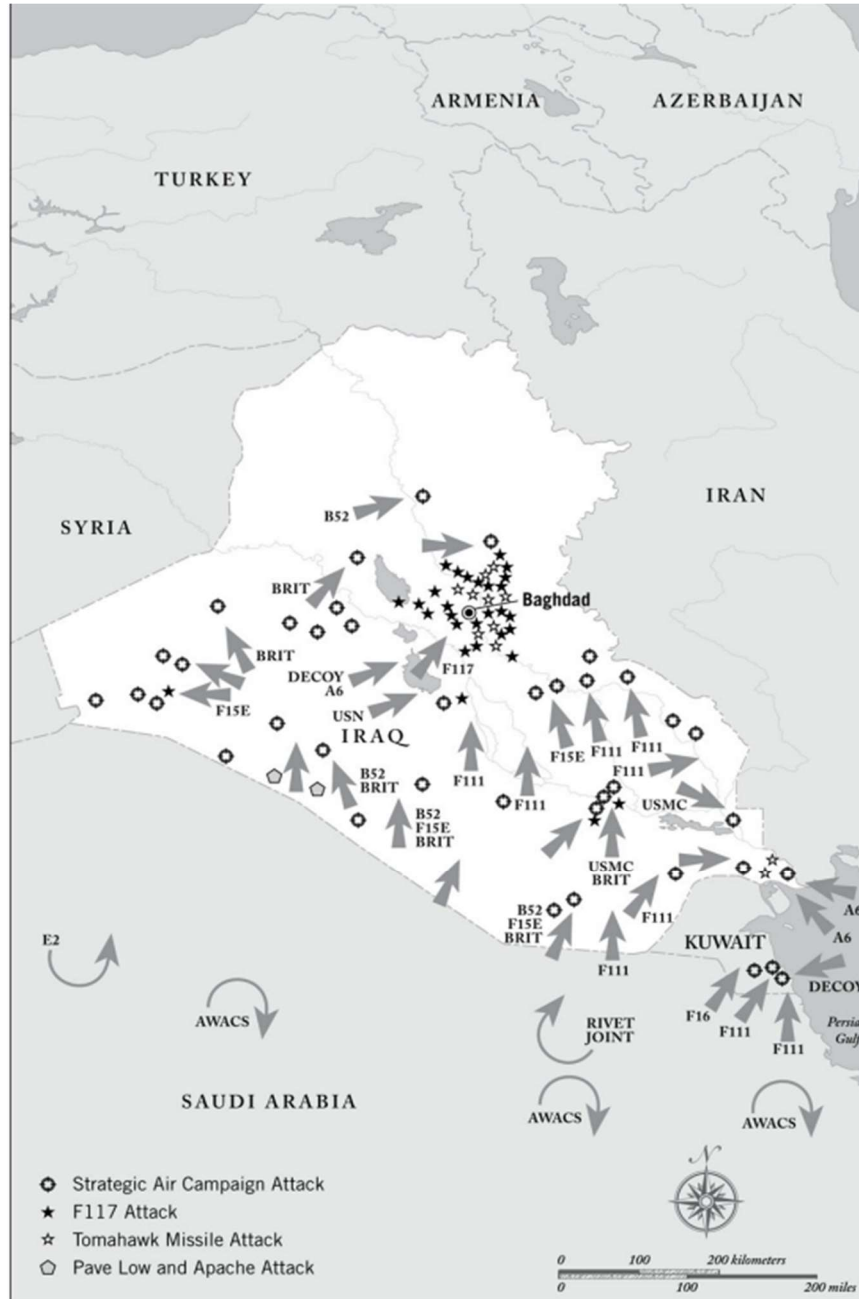 ARMENIA
AZERBAIJAN
TURKEY
IRAN
SYRIA
B52
BRIT
Baghdad
BRIT
F117
DECOY
A6
F15E
USN
IRAQ
F15E
F111
F111
F111
F111
F111
B52
BRIT
USMC
B52
F15E
BRIT
USMC
BRIT
B52
F15E
BRIT
F111
A6
A6
E2
KUWAIT
F111
DECOY
F16
F111
F111
Persia
Gulf
AWACS
RIVET
JOINT
SAUDI ARABIA
AWACS
AWACS
N
Strategic Air Campaign Attack
F117 Attack
Tomahawk Missile Attack
Pave Low and Apache Attack
0 100 200 kilometers
0 100 200 miles